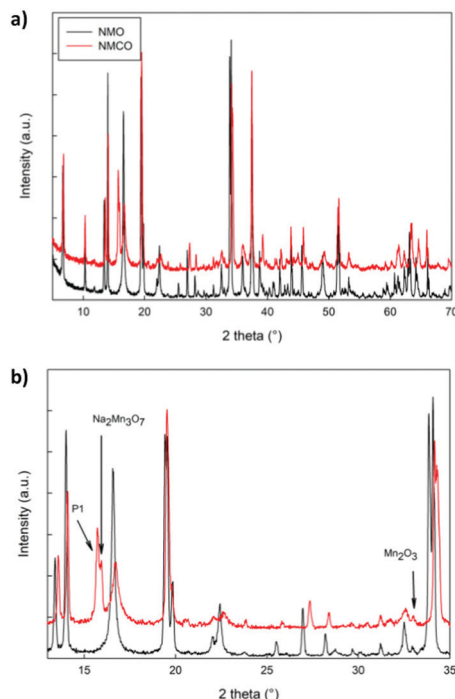 a)
NMO
NMCO
Intensity (a.u.)
10 20 30 40 50 60 70
2 theta (°)
b)
Na₂Mn₃O₇
P1
Mn₂O₃
Intensity (a.u.)
15 20 25 30 35
2 theta (°)